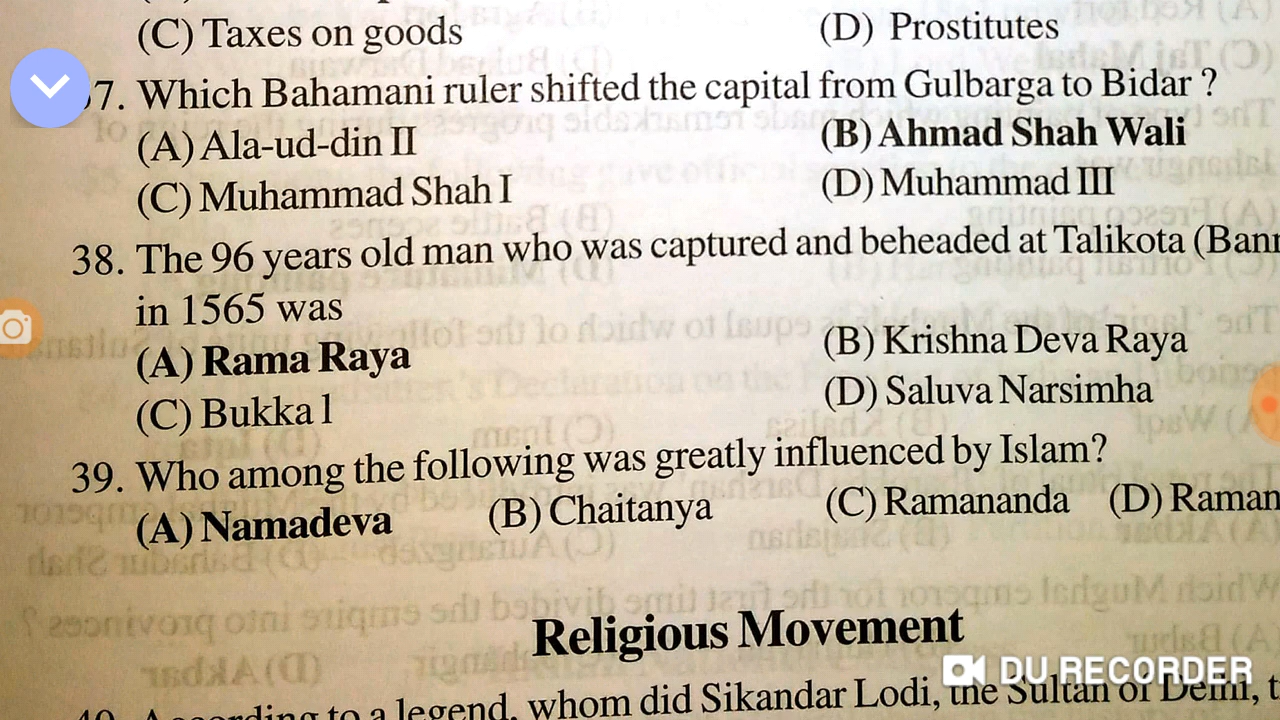 (C) Taxes on goods (D) Prostitutes
7. Which Bahamani ruler shifted the capital from Gulbarga to Bidar ?
(A) Ala-ud-din II (B) Ahmad Shah Wali
(C) Muhammad Shah I (D) Muhammad III
38. The 96 years old man who was captured and beheaded at Talikota (Bann
in 1565 was
(A) Rama Raya (B) Krishna Deva Raya
(C) Bukka l (D) Saluva Narsimha
39. Who among the following was greatly influenced by Islam?
(A) Namadeva (B) Chaitanya (C) Ramananda (D) Raman
Religious Movement
DU RECORDER
According to a legend, whom did Sikandar Lodi, the Sultan of Delhi,